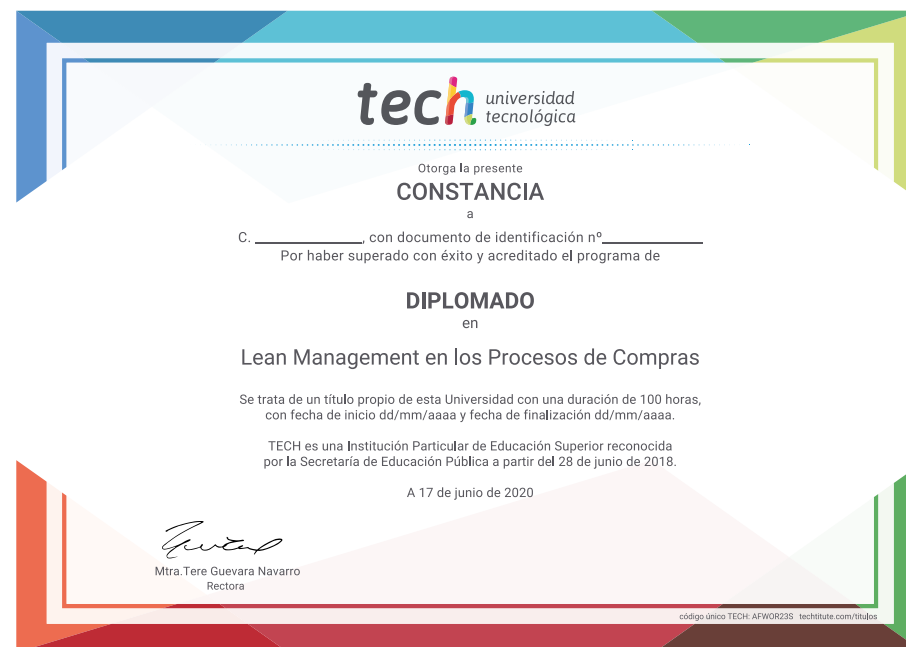 tech universidad
tecnológica
Otorga la presente
CONSTANCIA
a
C. ____________, con documento de identificación nº____________
Por haber superado con éxito y acreditado el programa de
DIPLOMADO
en
Lean Management en los Procesos de Compras
Se trata de un título propio de esta Universidad con una duración de 100 horas,
con fecha de inicio dd/mm/aaaa y fecha de finalización dd/mm/aaaa.
TECH es una Institución Particular de Educación Superior reconocida
por la Secretaría de Educación Pública a partir del 28 de junio de 2018.
A 17 de junio de 2020
Mtra.Tere Guevara Navarro
Rectora
código único TECH: AFWOR23S techtitute.com/titulos